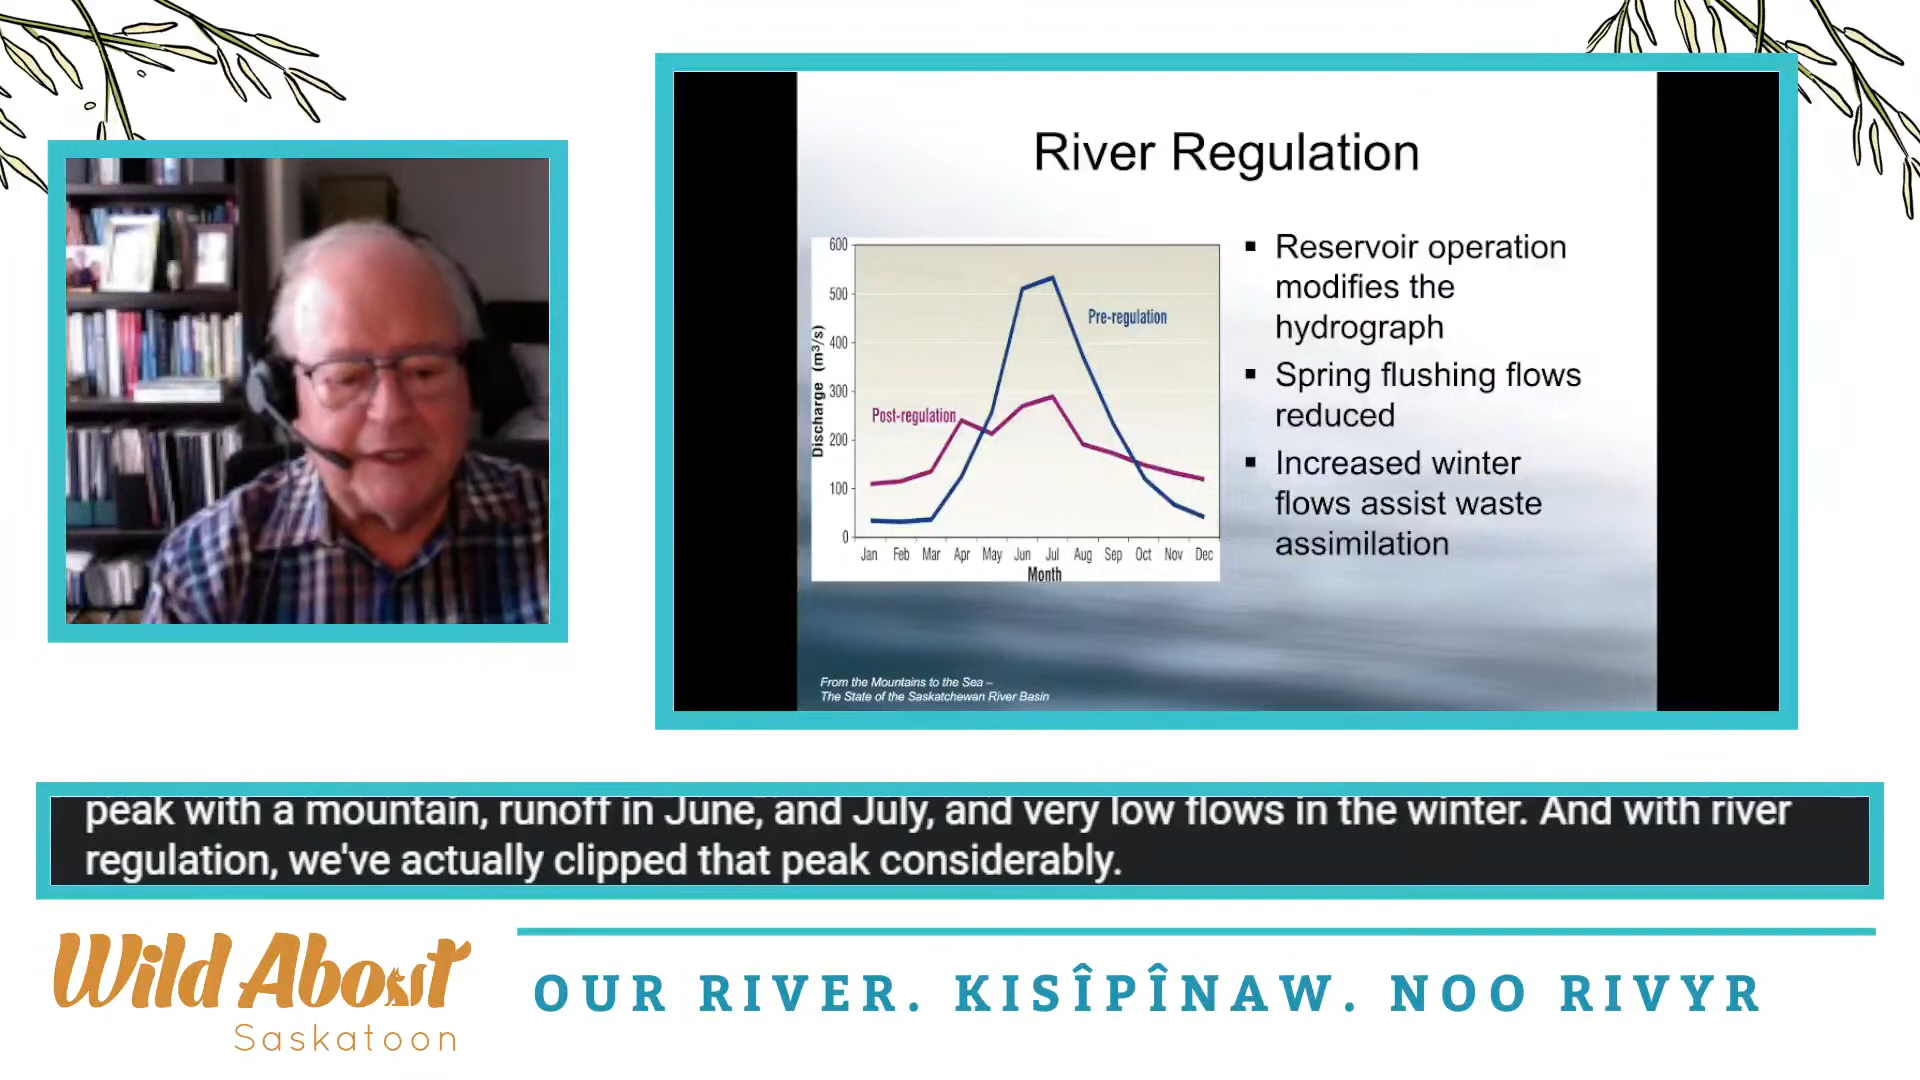 River Regulation
600
500
400
300
200
100
0
Discharge (m³/s)
Pre-regulation
Post-regulation
Jan Feb Mar Apr May Jun Jul Aug Sep Oct Nov Dec
Month
▪ Reservoir operation
modifies the
hydrograph
▪ Spring flushing flows
reduced
▪ Increased winter
flows assist waste
assimilation
From the Mountains to the Sea –
The State of the Saskatchewan River Basin
peak with a mountain, runoff in June, and July, and very low flows in the winter. And with river
regulation, we've actually clipped that peak considerably.
Wild About
Saskatoon
OUR RIVER. KISÎPÎNAW. NOO RIVYR